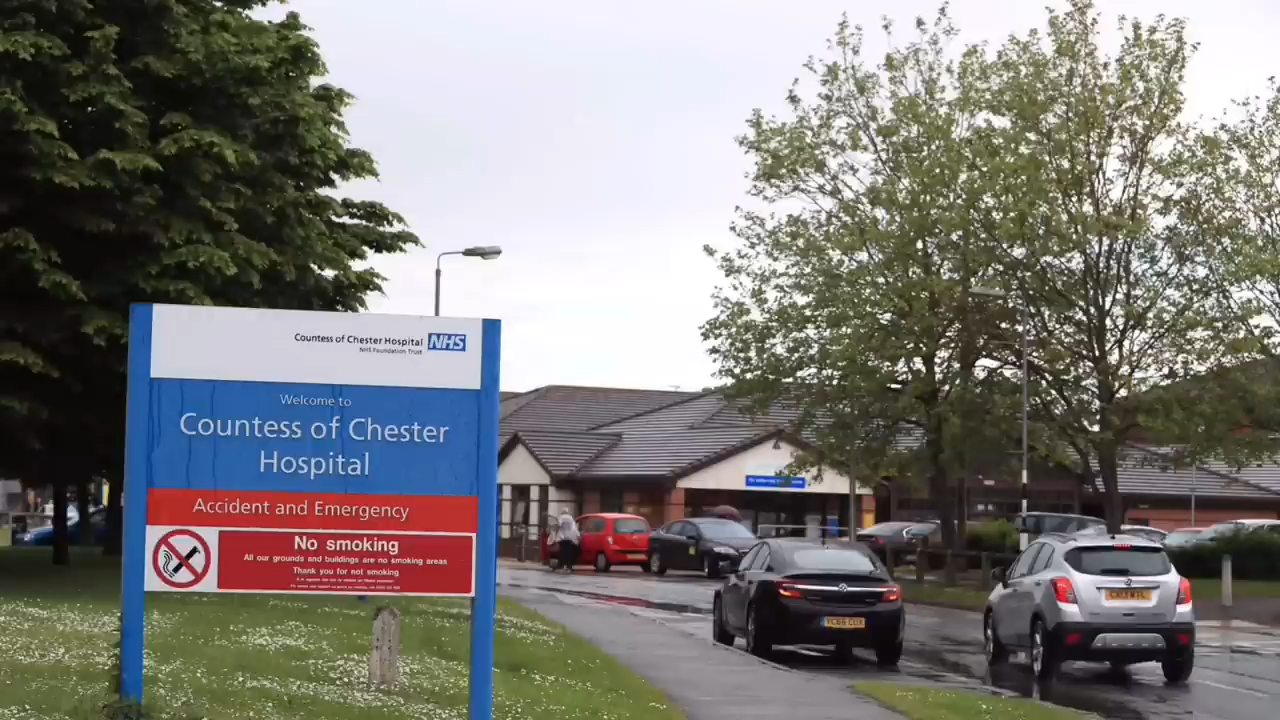 Countess of Chester Hospital NHS
NHS Foundation Trust
Welcome to
Countess of Chester
Hospital
Accident and Emergency
No smoking
All our grounds and buildings are no smoking areas
Thank you for not smoking